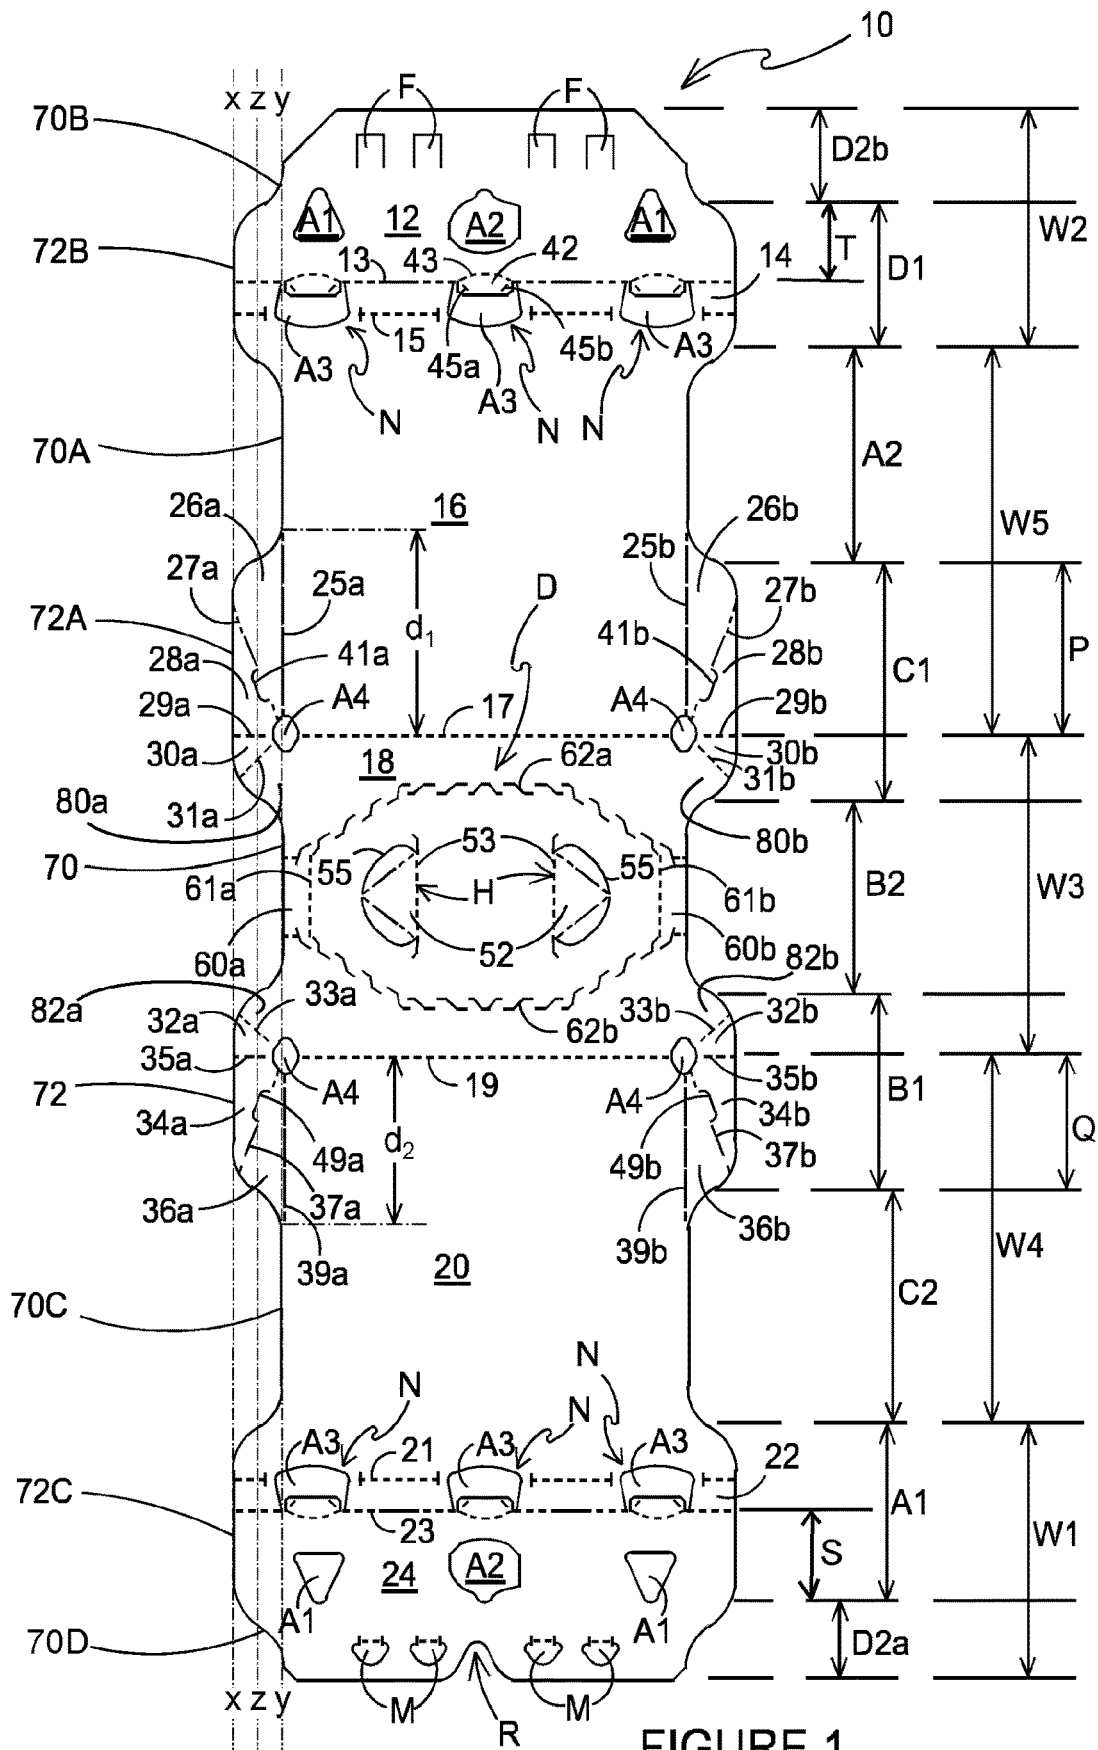 10
x z y
F F
70B
D2b
A1 12 A2 A1
W2
T
D1
72B
13 43 42 14
A3 15 45a A3 45b A3
N N N
70A
A2
26a 16 26b
W5
27a 25a 25b D 27b
72A
d1
41a 41b
P
28a 28b
C1
29a A4 17 A4 29b
30a 18 62a 30b
31a 31b
80a 80b
70 55 53 55
61a H 61b
B2 W3
60a 52 60b
82a 33a 33b 82b
32a 32b
62b
35a A4 19 A4 35b
72
34a 34b
B1
Q
49a d2 49b
37a 37b
36a 36b
39a 39b
W4
20
70C
C2
N N N
A3 21 A3 A3 22
72C
23
A1
W1
S
24 A2
A1 A1
70D
D2a
x z y
M R M
FIGURE 1